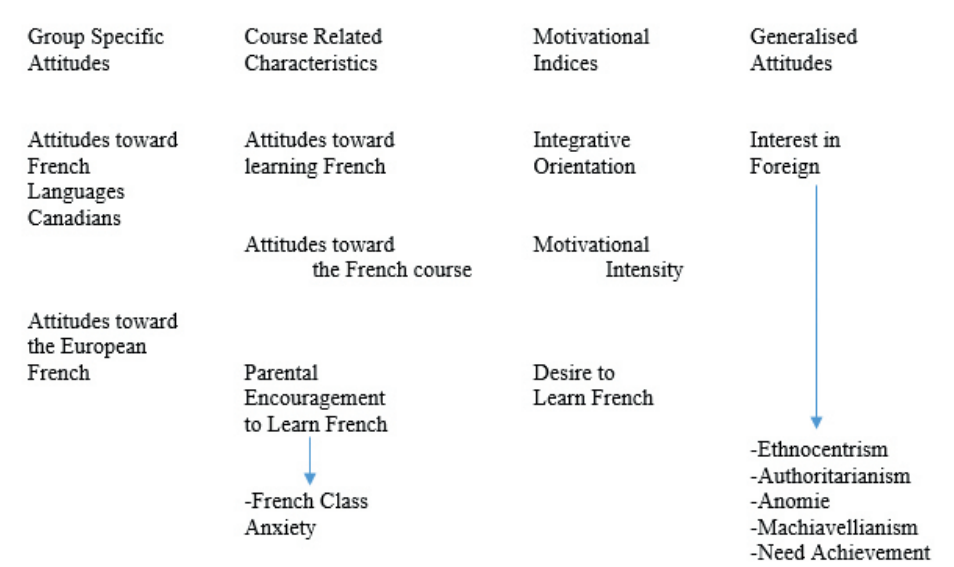 Group Specific
Attitudes
Course Related
Characteristics
Motivational
Indices
Generalised
Attitudes
Attitudes toward
French
Languages
Canadians
Attitudes toward
learning French
Integrative
Orientation
Interest in
Foreign
Attitudes toward
the French course
Motivational
Intensity
Attitudes toward
the European
French
Parental
Encouragement
to Learn French
Desire to
Learn French
-French Class
Anxiety
-Ethnocentrism
-Authoritarianism
-Anomie
-Machiavellianism
-Need Achievement